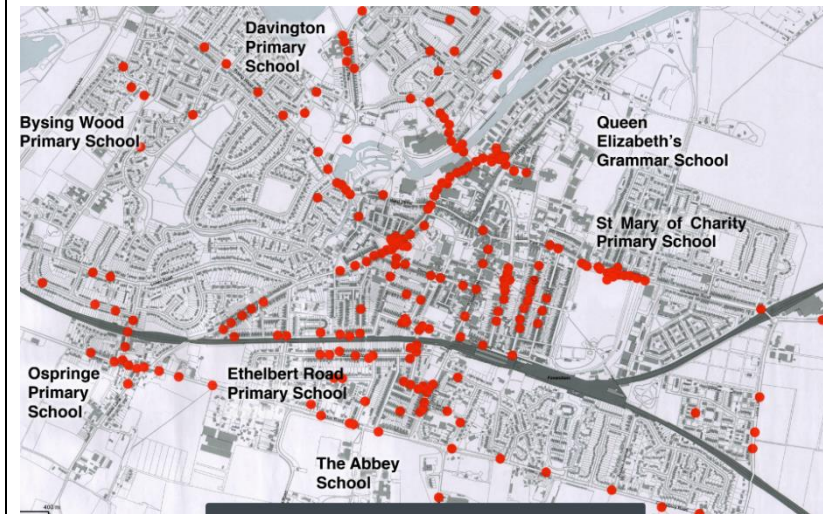 Davington
Primary
School
Bysing Wood
Primary School
Queen
Elizabeth's
Grammar School
St Mary of Charity
Primary School
Ospringe
Primary
School
Ethelbert Road
Primary School
The Abbey
School
400 m